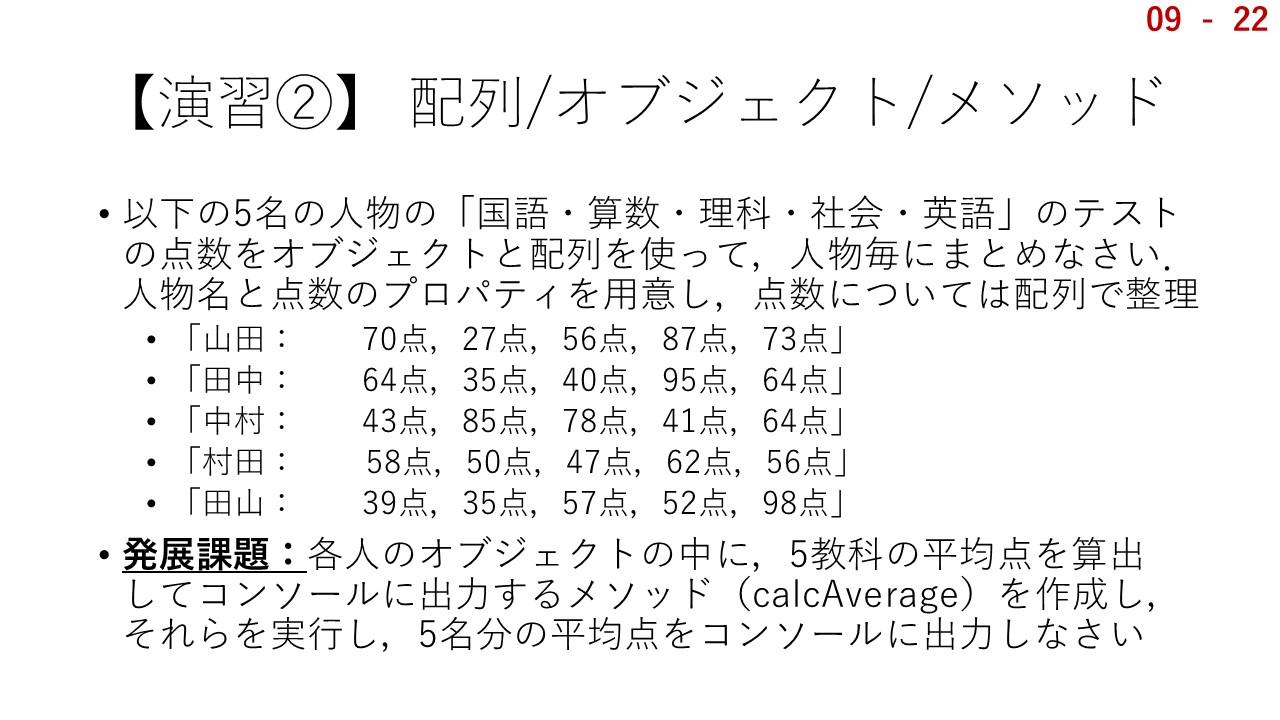 09 - 22
【演習②】 配列/オブジェクト/メソッド
• 以下の5名の人物の「国語・算数・理科・社会・英語」のテスト
の点数をオブジェクトと配列を使って，人物毎にまとめなさい．
人物名と点数のプロパティを用意し，点数については配列で整理
• 「山田： 70点，27点，56点，87点，73点」
• 「田中： 64点，35点，40点，95点，64点」
• 「中村： 43点，85点，78点，41点，64点」
• 「村田： 58点，50点，47点，62点，56点」
• 「田山： 39点，35点，57点，52点，98点」
• 発展課題：各人のオブジェクトの中に，5教科の平均点を算出
してコンソールに出力するメソッド（calcAverage）を作成し，
それらを実行し，5名分の平均点をコンソールに出力しなさい